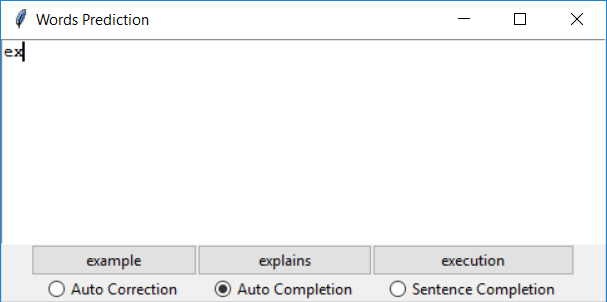 Words Prediction
ex
example explains execution
Auto Correction Auto Completion Sentence Completion